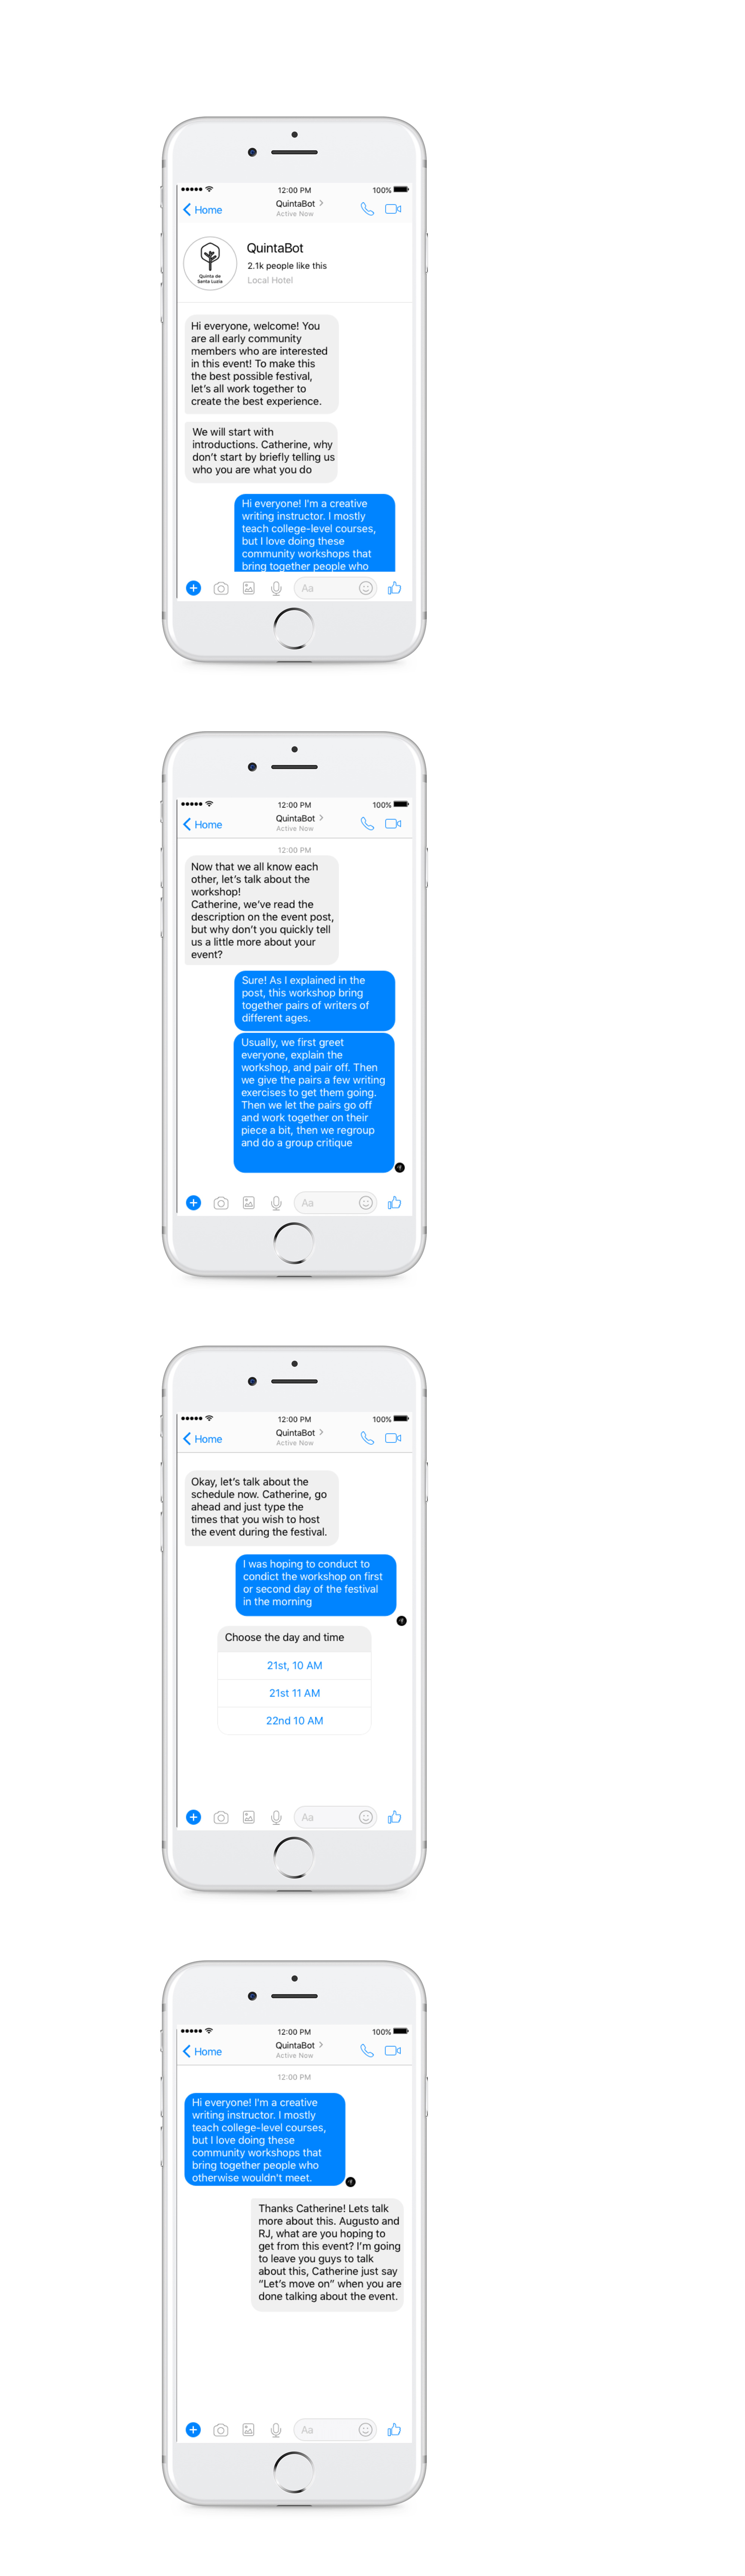 12:00 PM
100%
Home
QuintaBot
Active Now
Quinta de
Santa Luzia
QuintaBot
2.1k people like this
Local Hotel
Hi everyone, welcome! You
are all early community
members who are interested
in this event! To make this
the best possible festival,
let's all work together to
create the best experience.
We will start with
introductions. Catherine, why
don't start by briefly telling us
who you are what you do
Hi everyone! I'm a creative
writing instructor. I mostly
teach college-level courses,
but I love doing these
community workshops that
bring together people who
Aa
12:00 PM
100%
Home
QuintaBot
Active Now
12:00 PM
Now that we all know each
other, let's talk about the
workshop!
Catherine, we've read the
description on the event post,
but why don't you quickly tell
us a little more about your
event?
Sure! As I explained in the
post, this workshop bring
together pairs of writers of
different ages.
Usually, we first greet
everyone, explain the
workshop, and pair off. Then
we give the pairs a few writing
exercises to get them going.
Then we let the pairs go off
and work together on their
piece a bit, then we regroup
and do a group critique
Aa
12:00 PM
100%
Home
QuintaBot
Active Now
Okay, let's talk about the
schedule now. Catherine, go
ahead and just type the
times that you wish to host
the event during the festival.
I was hoping to conduct to
condict the workshop on first
or second day of the festival
in the morning
Choose the day and time
21st, 10 AM
21st 11 AM
22nd 10 AM
Aa
12:00 PM
100%
Home
QuintaBot
Active Now
12:00 PM
Hi everyone! I'm a creative
writing instructor. I mostly
teach college-level courses,
but I love doing these
community workshops that
bring together people who
otherwise wouldn't meet.
Thanks Catherine! Lets talk
more about this. Augusto and
RJ, what are you hoping to
get from this event? I'm going
to leave you guys to talk
about this, Catherine just say
“Let's move on” when you are
done talking about the event.
Aa